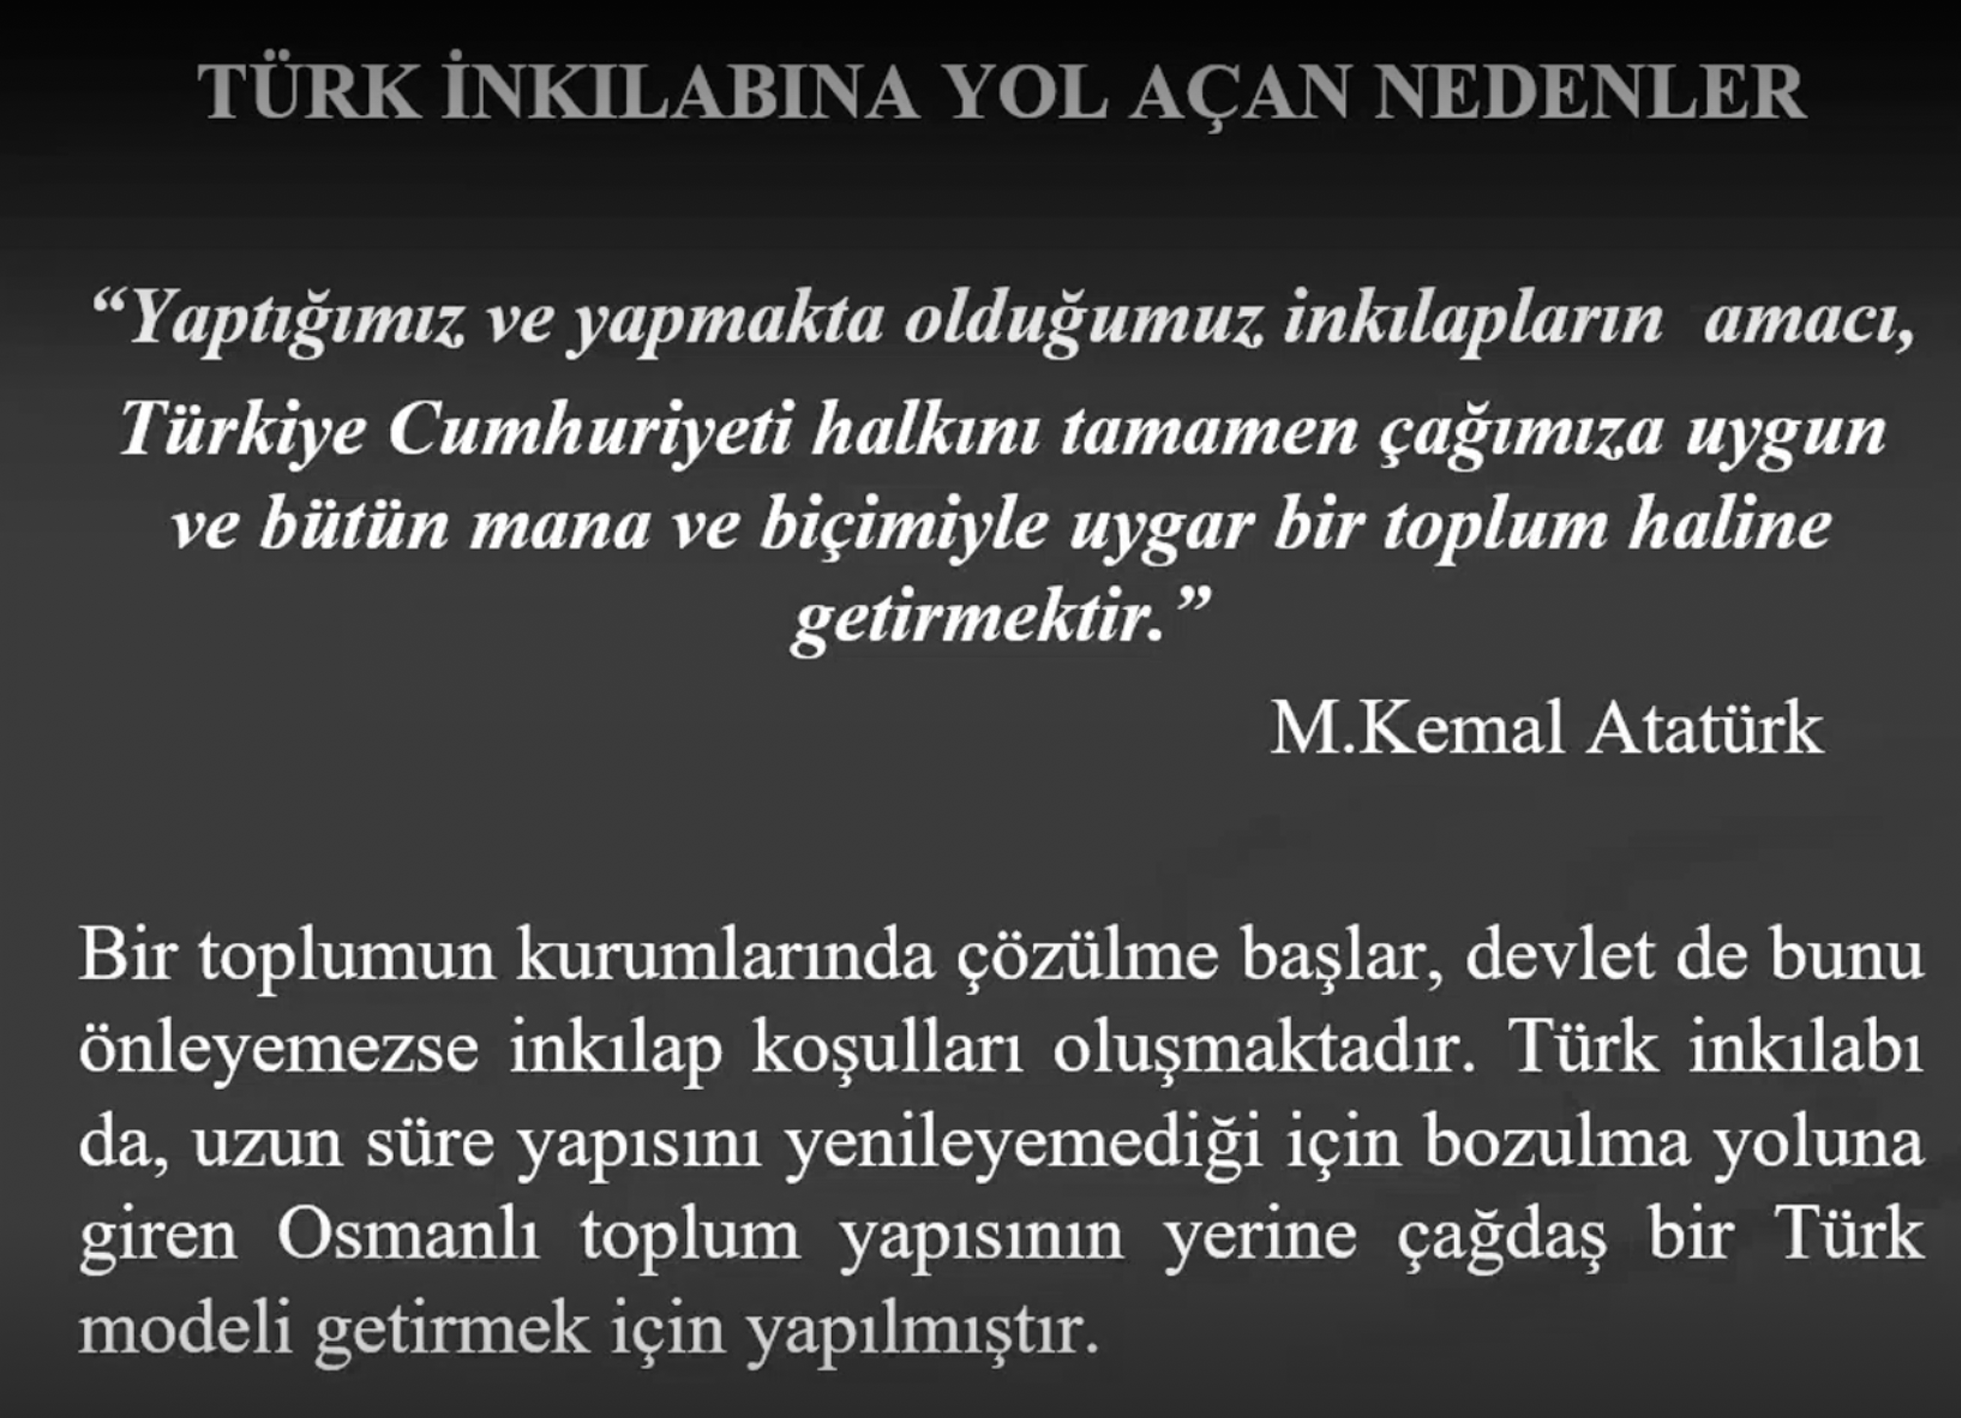 TÜRK İNKILABINA YOL AÇAN NEDENLER
“Yaptığımız ve yapmakta olduğumuz inkılapların amacı,
Türkiye Cumhuriyeti halkını tamamen çağımıza uygun
ve bütün mana ve biçimiyle uygar bir toplum haline
getirmektir.”
M.Kemal Atatürk
Bir toplumun kurumlarında çözülme başlar, devlet de bunu
önleyemezse inkılap koşulları oluşmaktadır. Türk inkılabı
da, uzun süre yapısını yenileyemediği için bozulma yoluna
giren Osmanlı toplum yapısının yerine çağdaş bir Türk
modeli getirmek için yapılmıştır.